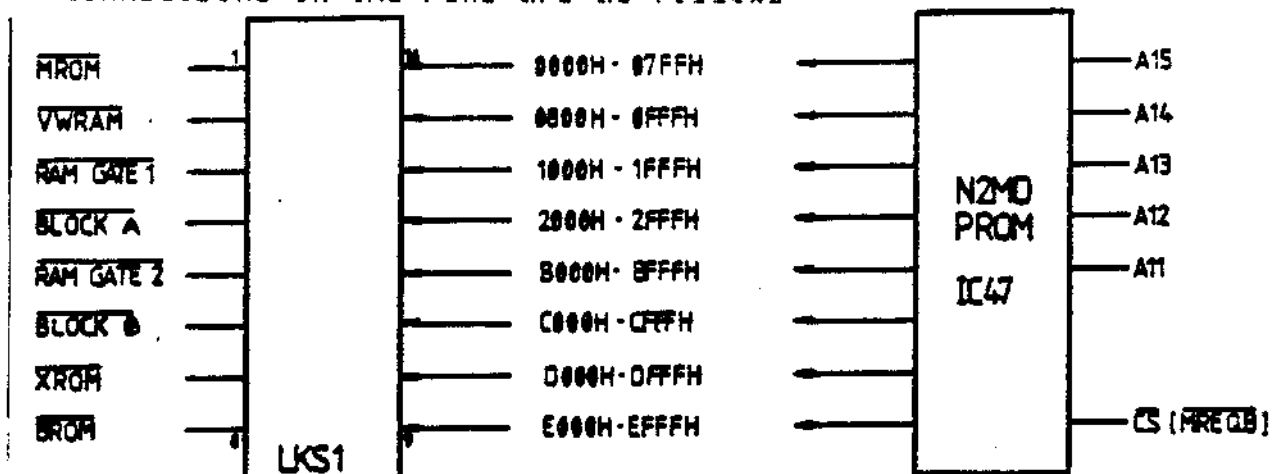 MROM 1 0000H - 07FFH A15
VWRAM 0800H - 0FFFH A14
RAM GATE 1 1000H - 1FFFH A13
BLOCK A 2000H - 2FFFH A12
RAM GATE 2 B000H - BFFFH A11
BLOCK B C000H - CFFFH
XROM D000H - DFFFH
BROM E000H - EFFFH CS (MREQB)
LKS1
N2MD
PROM
IC47